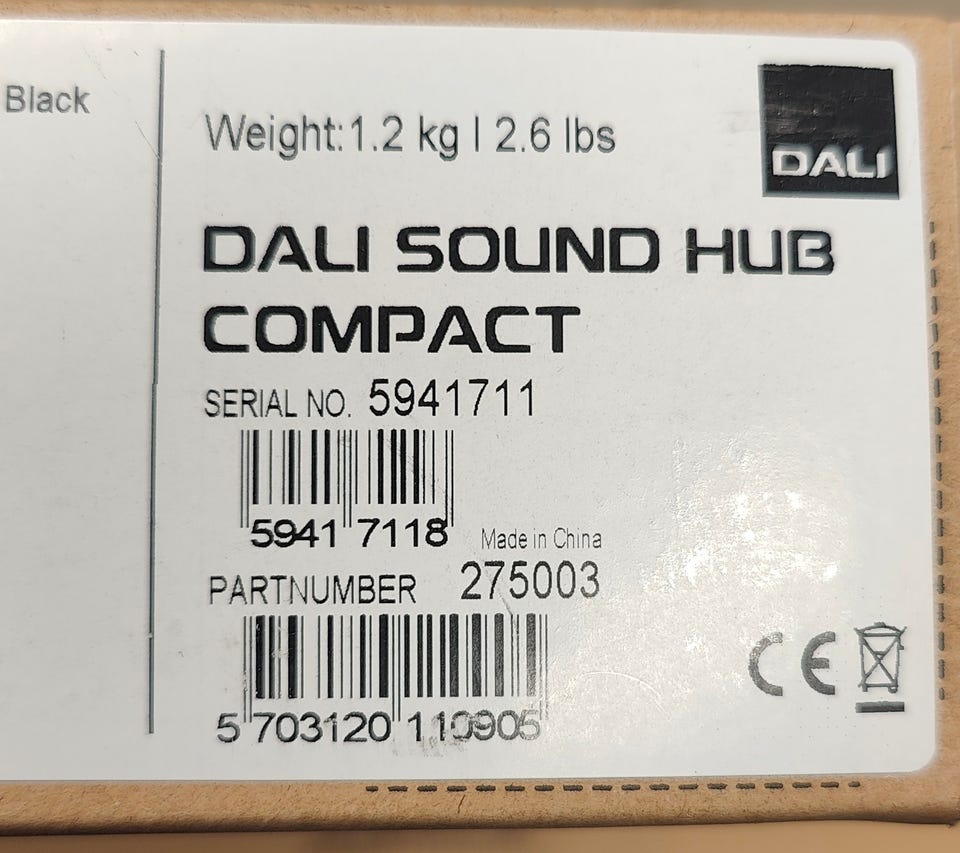 Black
Weight:1.2 kg | 2.6 lbs
DALI
DALI SOUND HUB
COMPACT
SERIAL NO. 5941711
5941 7118
Made in China
PARTNUMBER 275003
5 703120 110905
CE